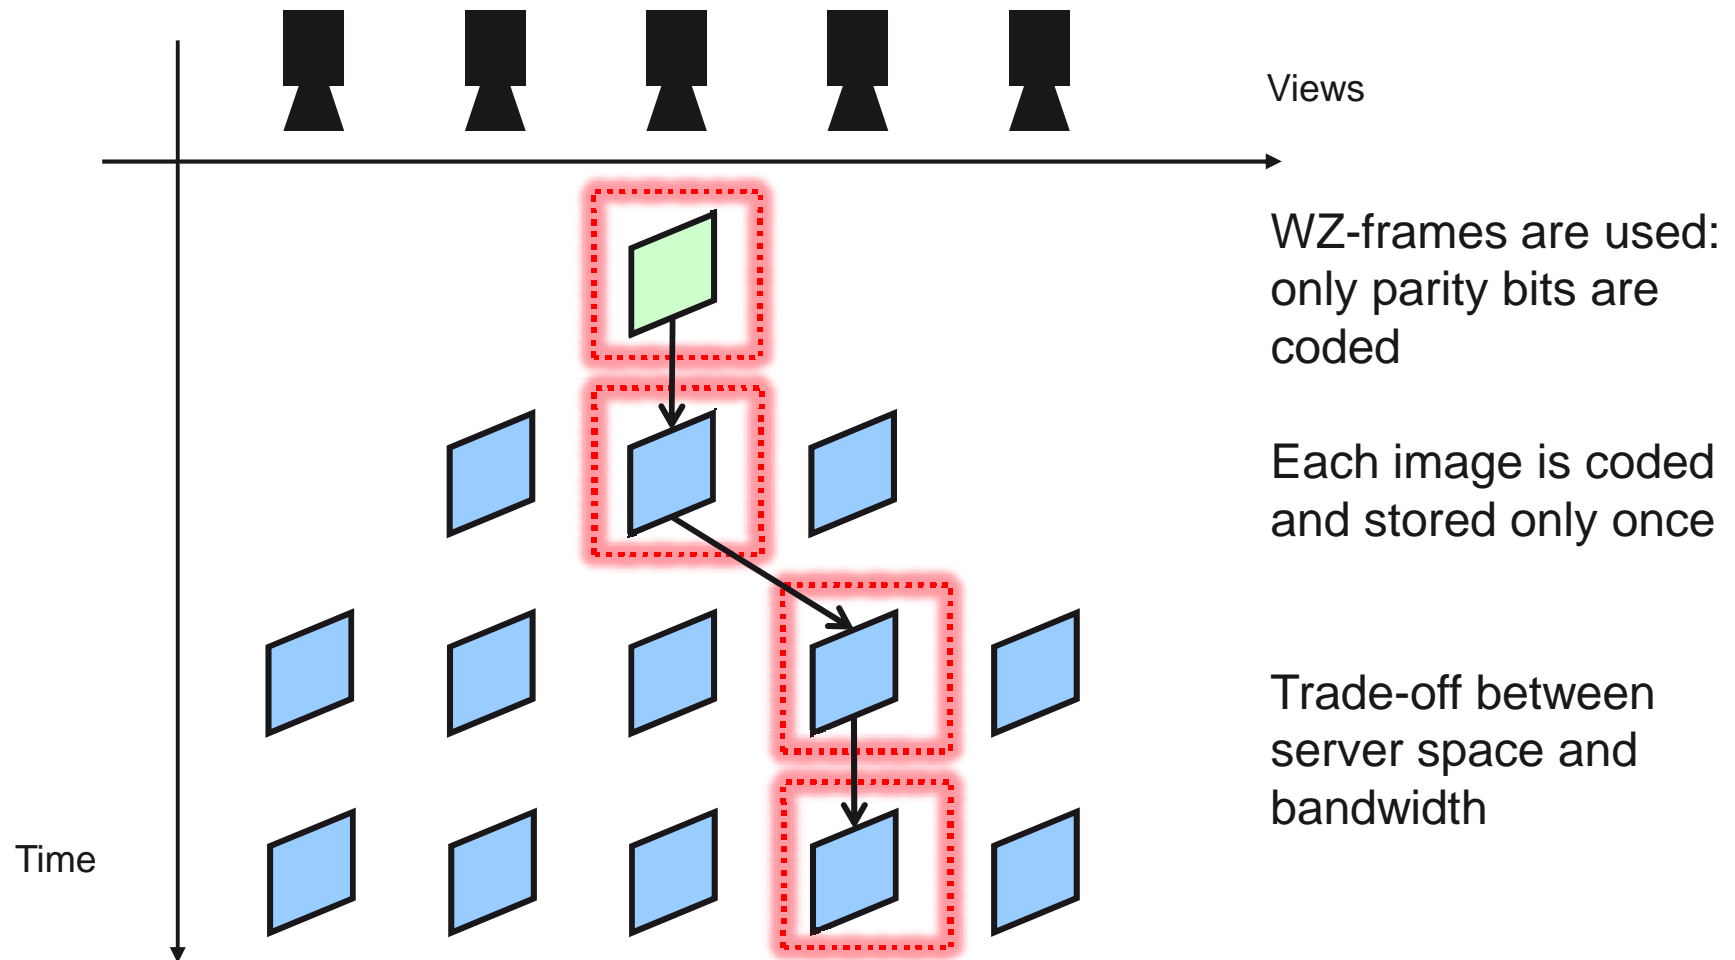 Views
WZ-frames are used:
only parity bits are
coded
Each image is coded
and stored only once
Trade-off between
server space and
bandwidth
Time